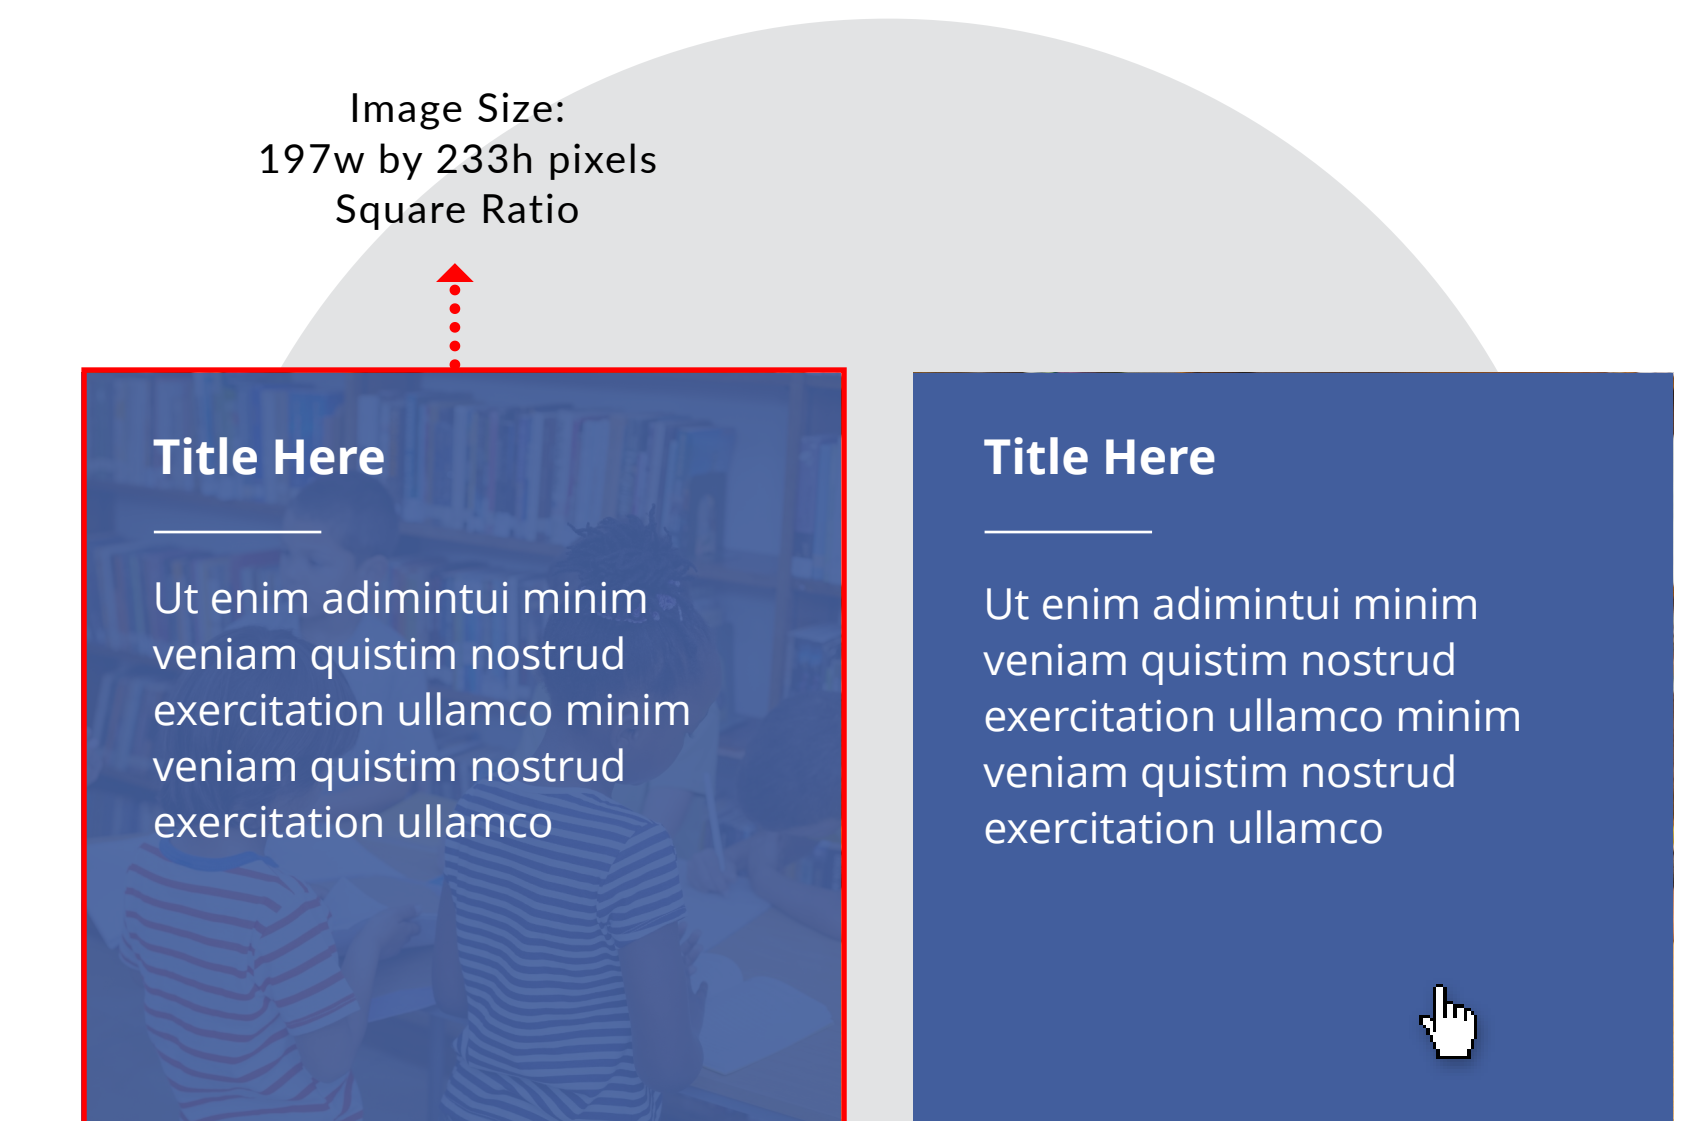 Image Size:
197w by 233h pixels
Square Ratio
Title Here
Ut enim adimintui minim
veniam quistim nostrud
exercitation ullamco minim
veniam quistim nostrud
exercitation ullamco
Title Here
Ut enim adimintui minim
veniam quistim nostrud
exercitation ullamco minim
veniam quistim nostrud
exercitation ullamco